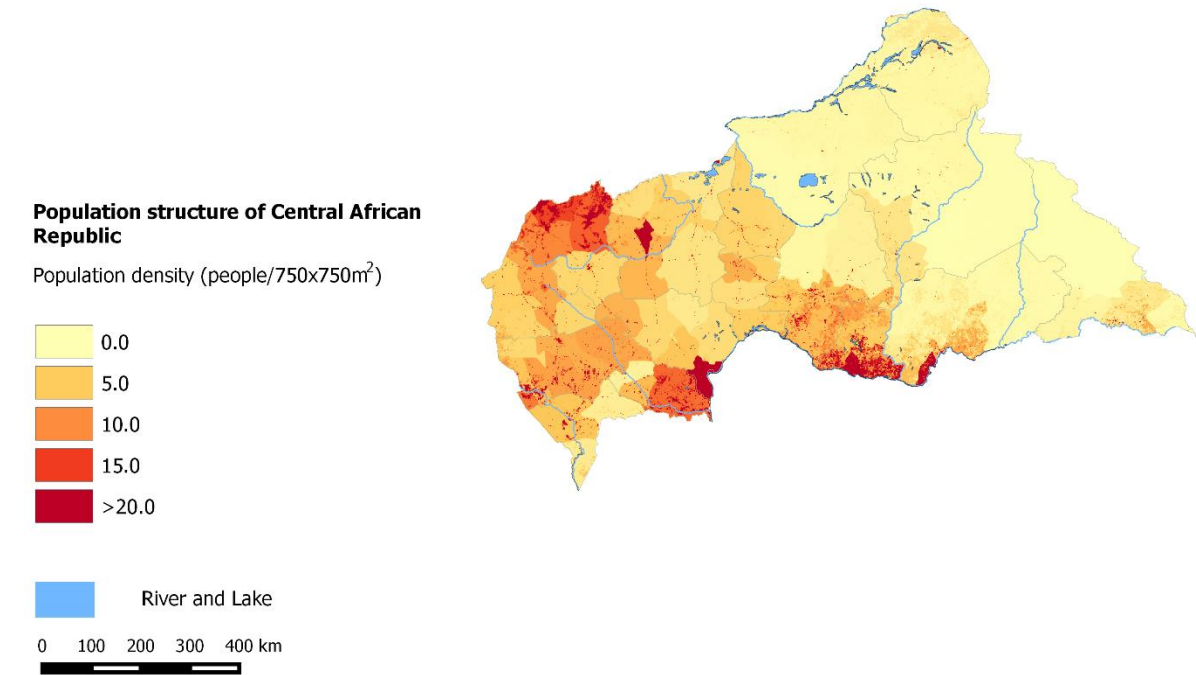 Population structure of Central African
Republic
Population density (people/750x750m²)
0.0
5.0
10.0
15.0
>20.0
River and Lake
0 100 200 300 400 km